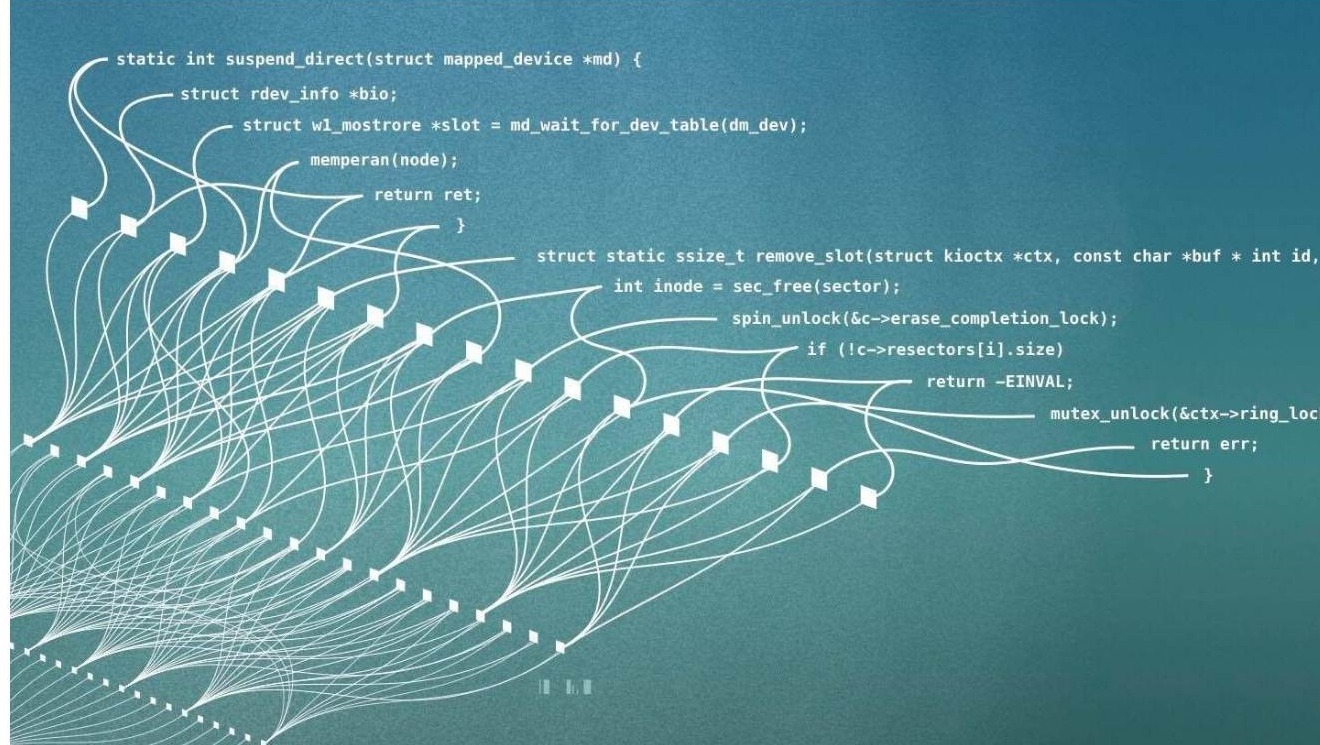 static int suspend_direct(struct mapped_device *md) {
struct rdev_info *bio;
struct w1_mostrore *slot = md_wait_for_dev_table(dm_dev);
memperan(node);
return ret;
}
struct static ssize_t remove_slot(struct kioctx *ctx, const char *buf * int id,
int inode = sec_free(sector);
spin_unlock(&c->erase_completion_lock);
if (!c->resectors[i].size)
return -EINVAL;
mutex_unlock(&ctx->ring_loc
return err;
}